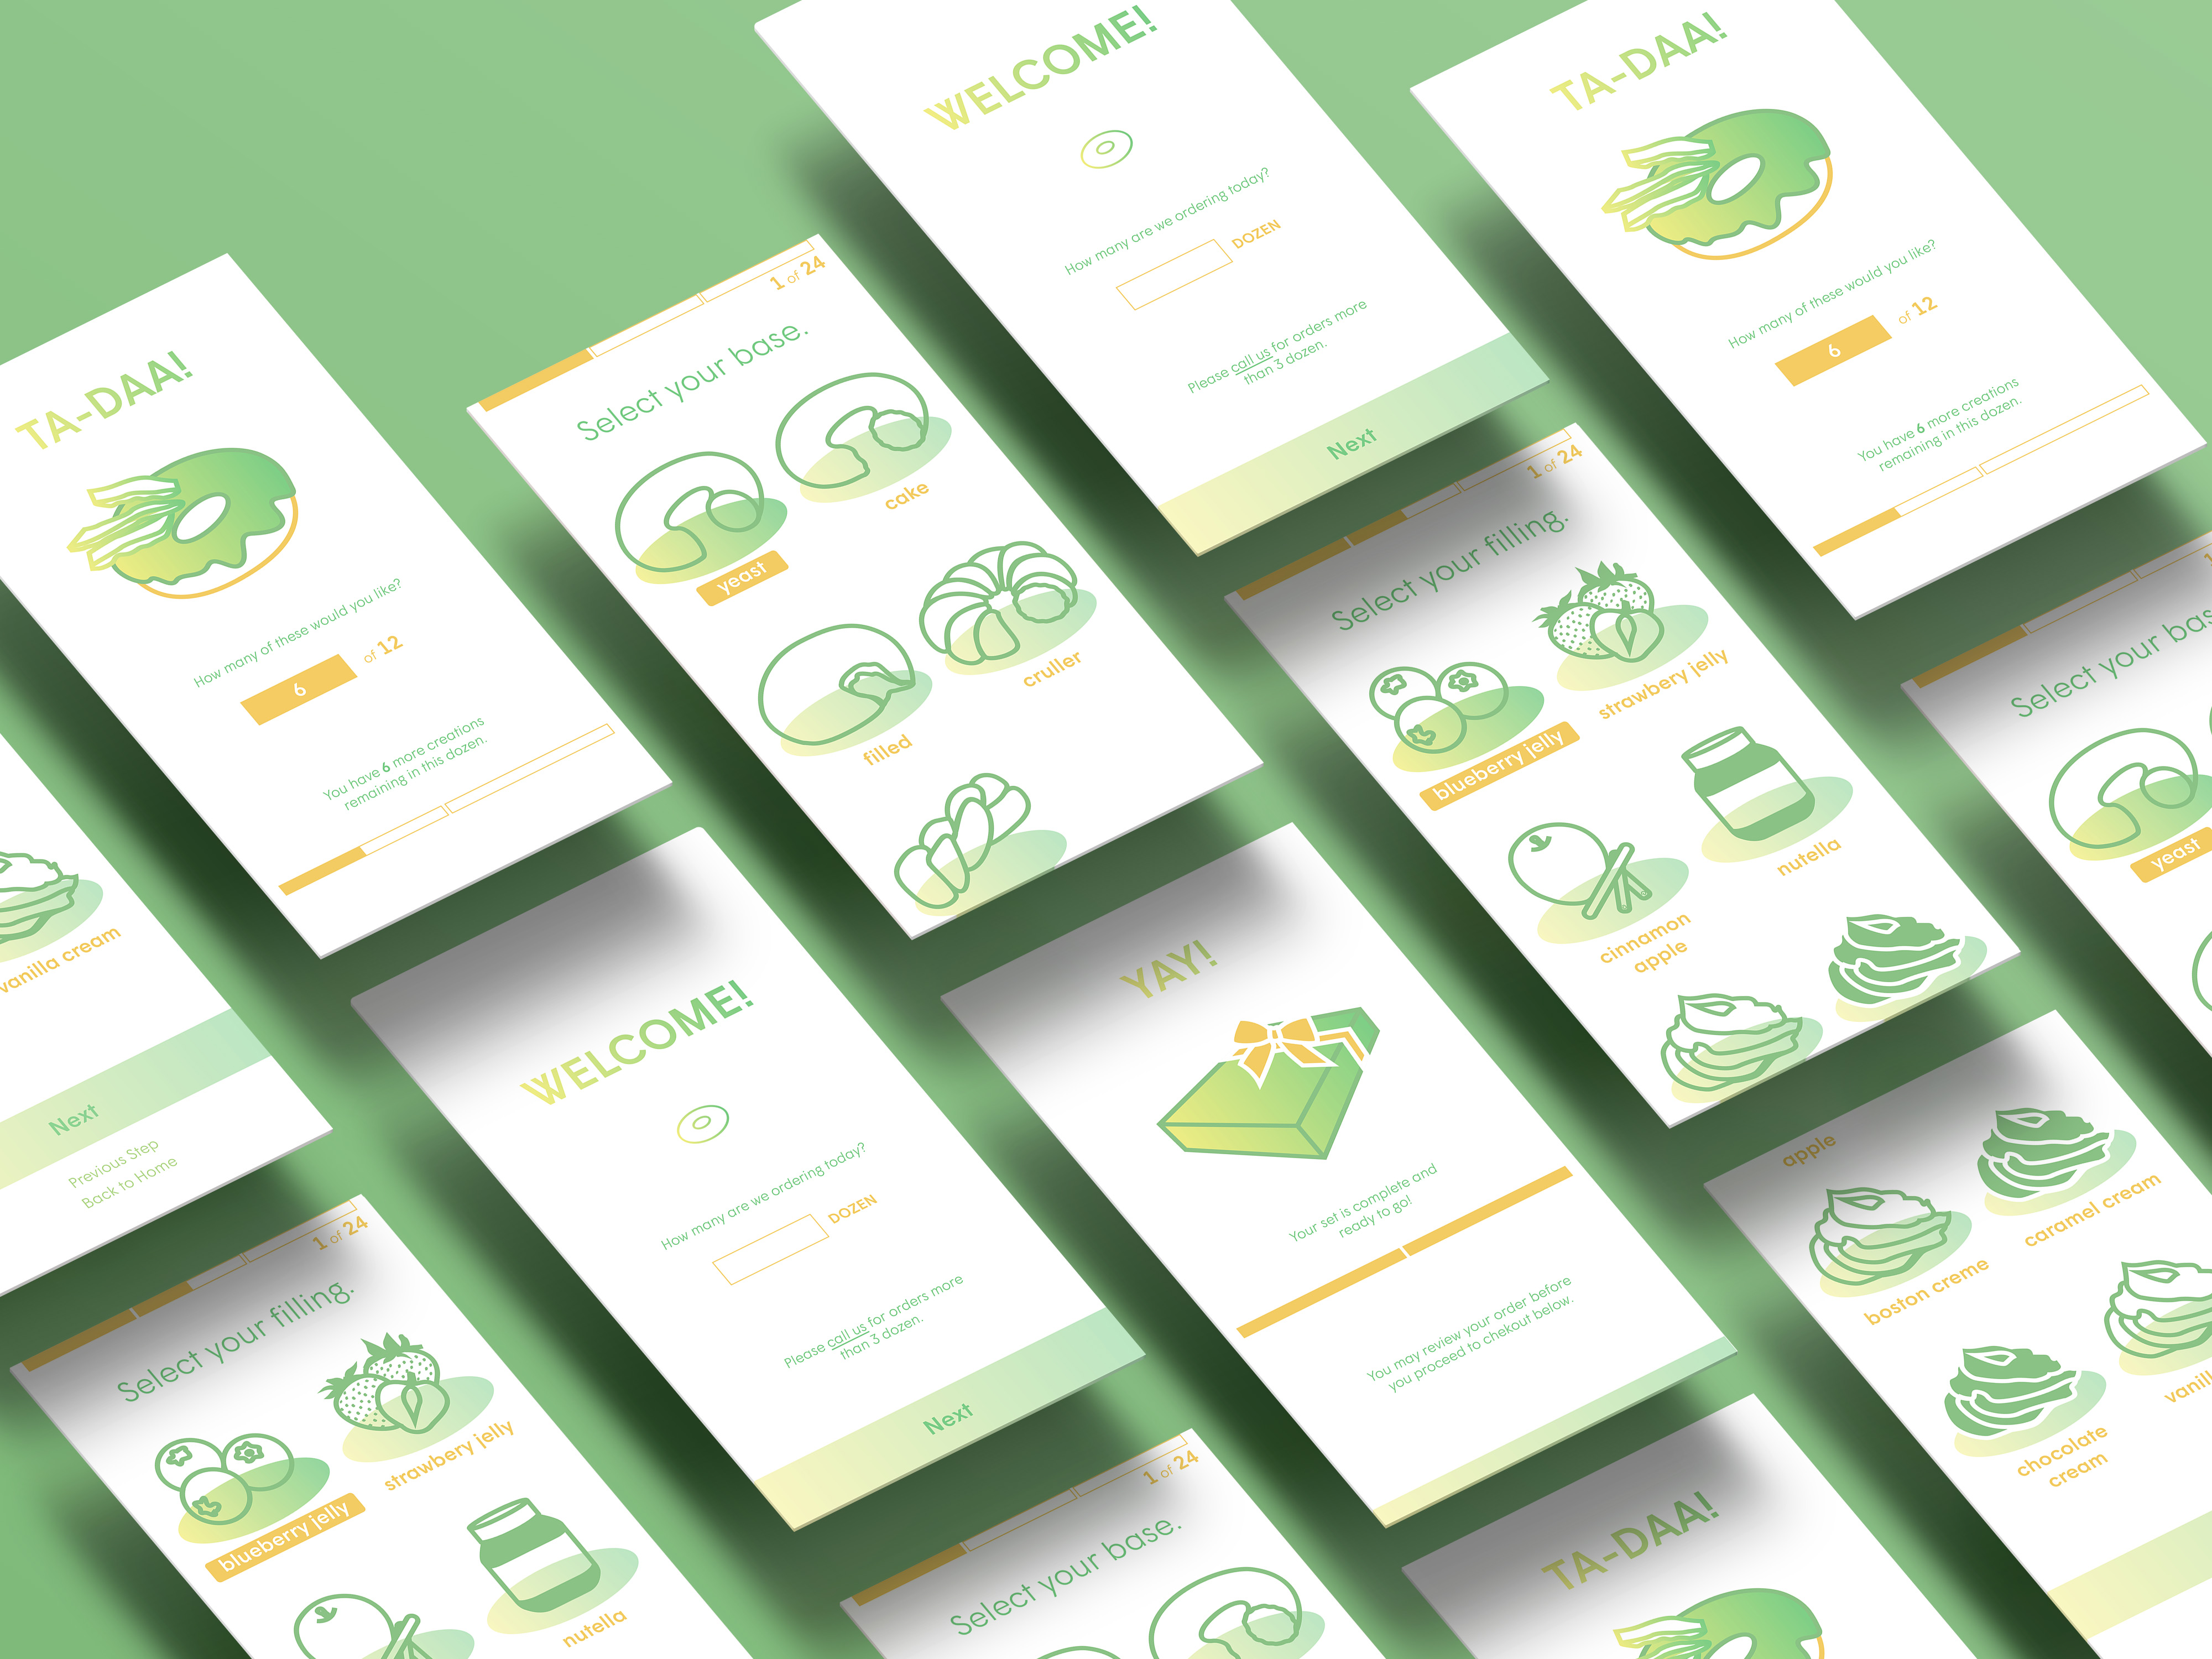 WELCOME!
How many are we ordering today?
DOZEN
Please call us for orders more
than 3 dozen.
Next
TA-DAA!
How many of these would you like?
6
of 12
You have 6 more creations
remaining in this dozen.
TA-DAA!
How many of these would you like?
6
of 12
You have 6 more creations
remaining in this dozen.
1 of 24
Select your base.
cake
yeast
cruller
filled
1 of 24
Select your filling.
strawbery jelly
blueberry jelly
nutella
cinnamon
apple
Select your bas
yeast
vanilla cream
Next
Previous Step
Back to Home
WELCOME!
How many are we ordering today?
DOZEN
Please call us for orders more
than 3 dozen.
Next
YAY!
Your set is complete and
ready to go!
You may review your order before
you proceed to chekout below.
apple
caramel cream
boston creme
vanill
chocolate
cream
1 of 24
Select your filling.
strawbery jelly
blueberry jelly
nutella
1 of 24
Select your base.
TA-DAA!